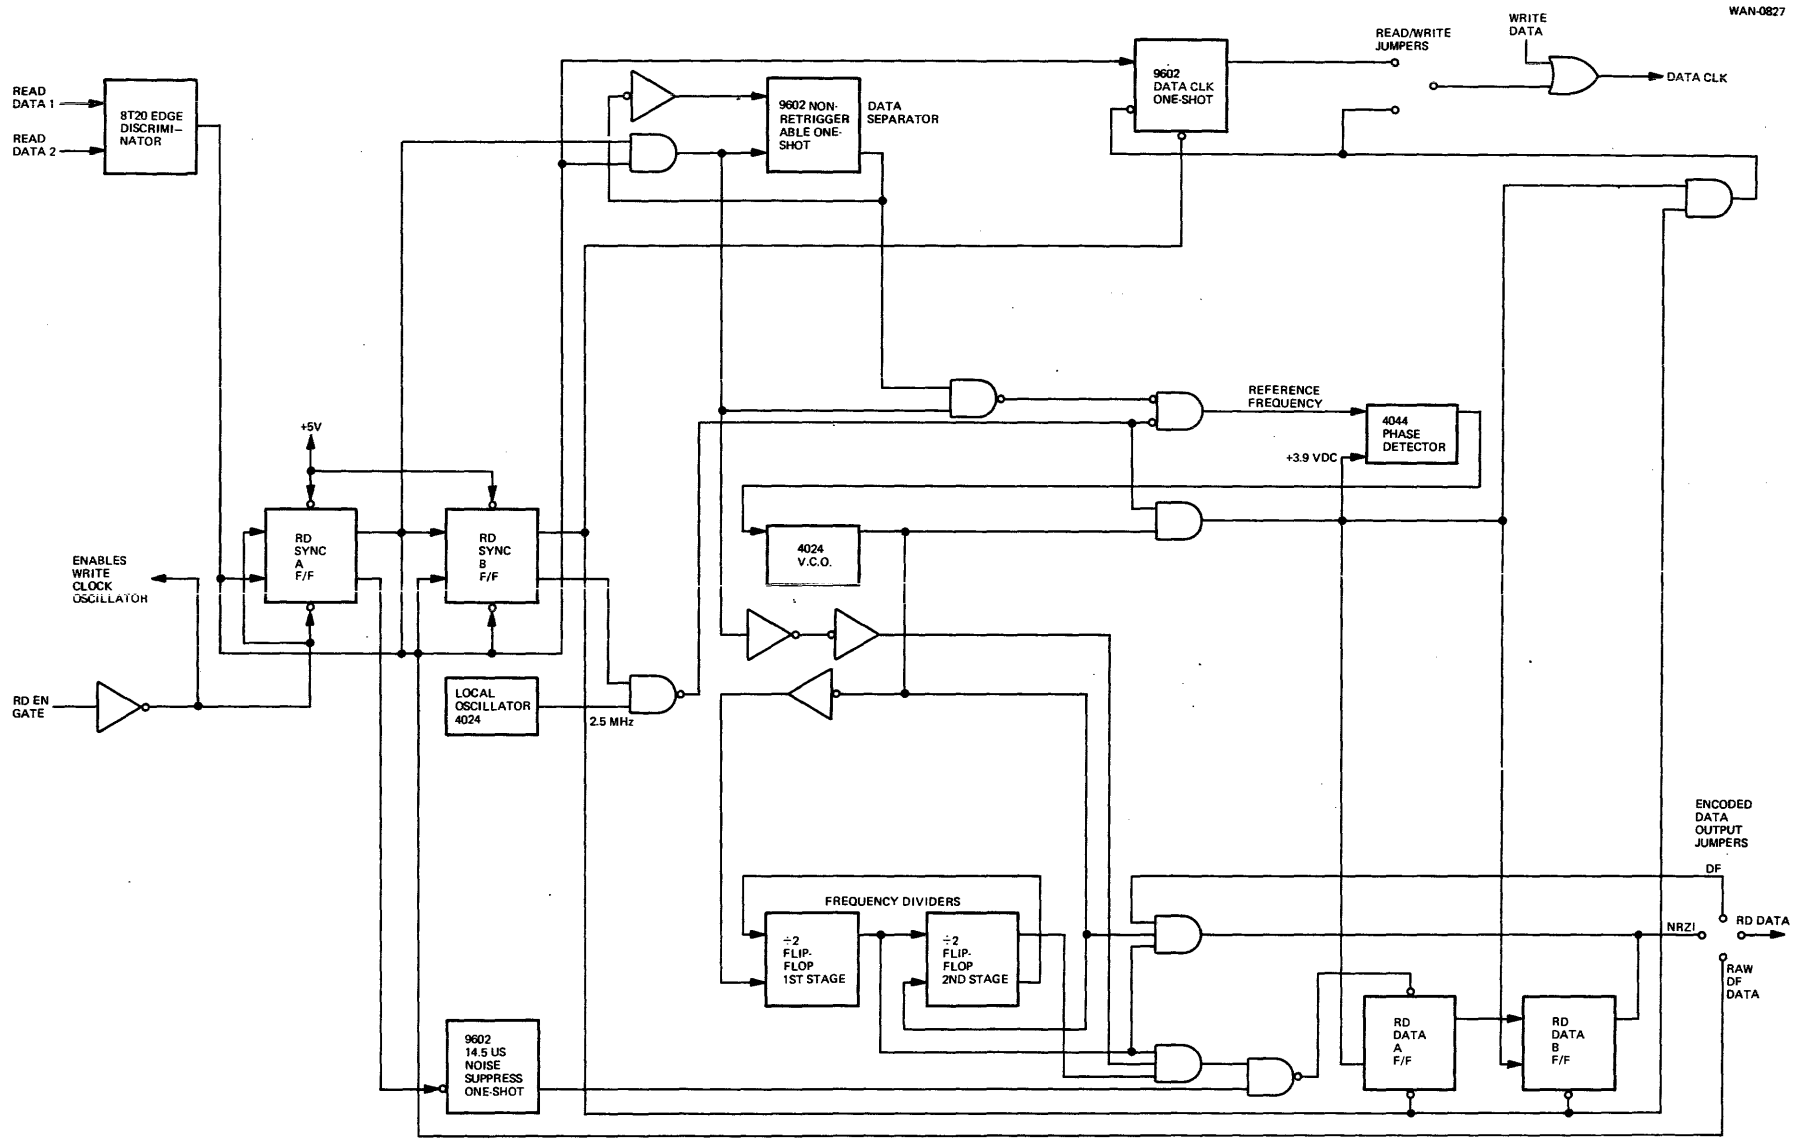 WAN-0827
READ
DATA 1
READ
DATA 2
8T20 EDGE
DISCRIMI-
NATOR
9602 NON-
RETRIGGER
ABLE ONE-
SHOT
DATA
SEPARATOR
9602
DATA CLK
ONE-SHOT
READ/WRITE
JUMPERS
WRITE
DATA
DATA CLK
REFERENCE
FREQUENCY
4044
PHASE
DETECTOR
+3.9 VDC
+5V
RD
SYNC
A
F/F
RD
SYNC
B
F/F
4024
V.C.O.
ENABLES
WRITE
CLOCK
OSCILLATOR
RD EN
GATE
LOCAL
OSCILLATOR
4024
2.5 MHz
FREQUENCY DIVIDERS
÷2
FLIP-
FLOP
1ST STAGE
÷2
FLIP-
FLOP
2ND STAGE
ENCODED
DATA
OUTPUT
JUMPERS
DF
NRZI
RD DATA
RAW
DF
DATA
RD
DATA
A
F/F
RD
DATA
B
F/F
9602
14.5 US
NOISE
SUPPRESS
ONE-SHOT